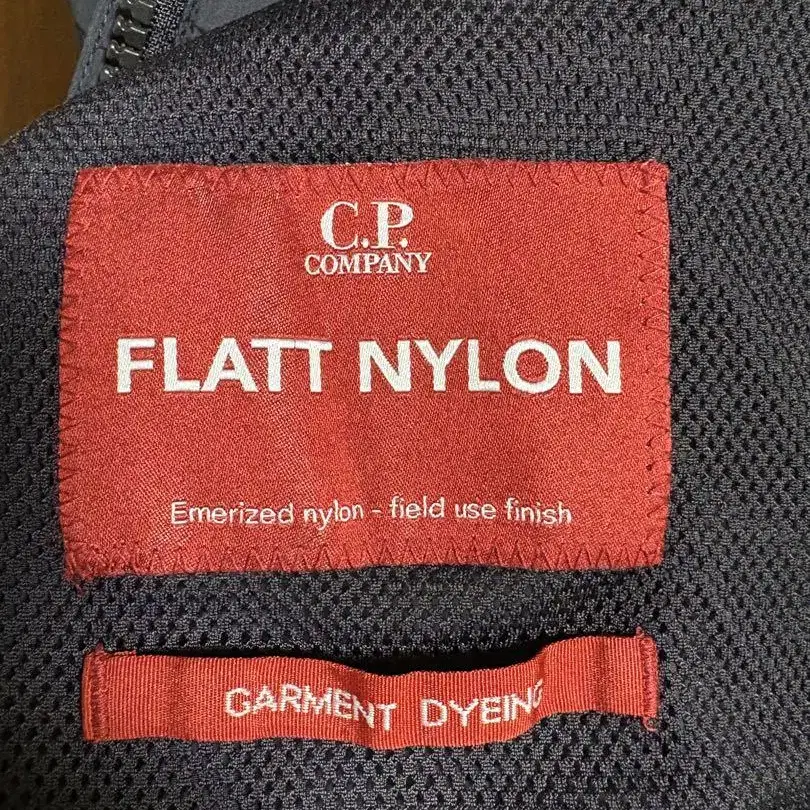 C.P.
COMPANY
FLATT NYLON
Emerized nylon - field use finish
GARMENT DYEING